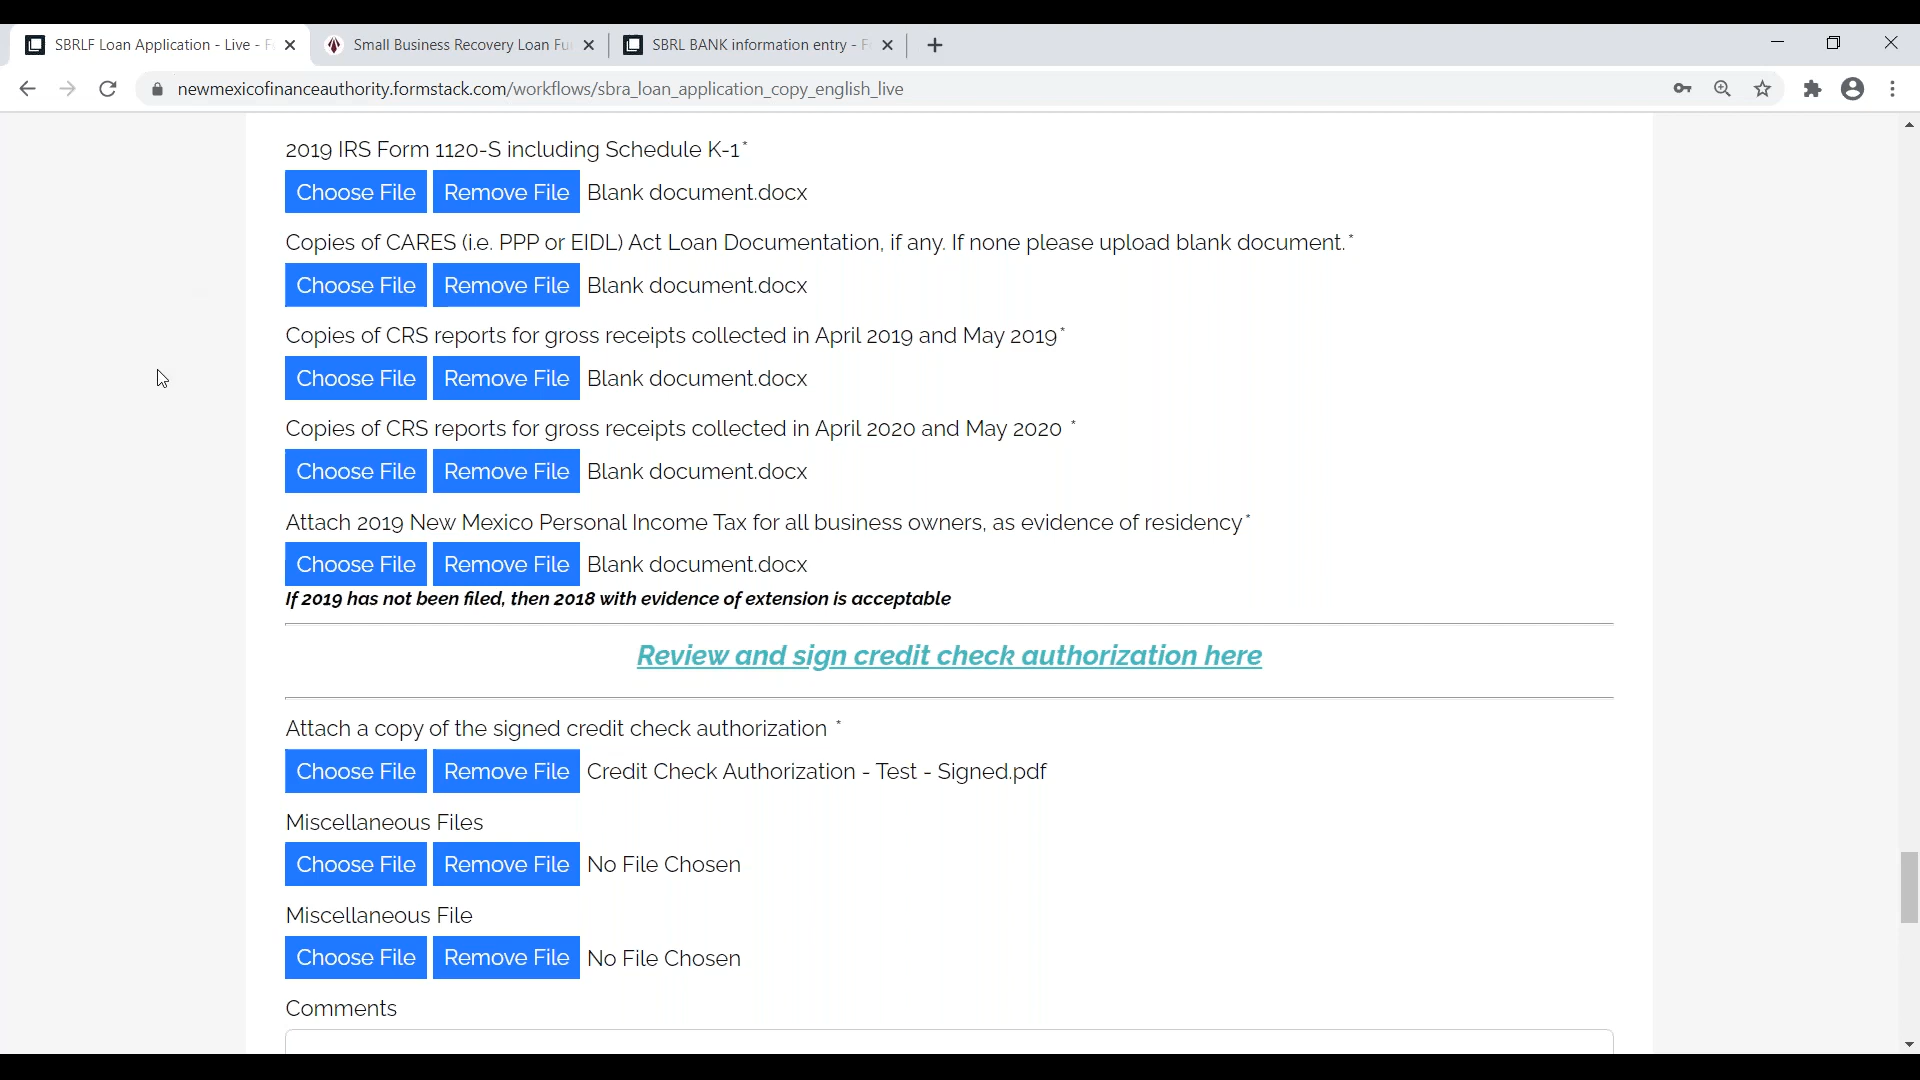 SBRLF Loan Application - Live - F
Small Business Recovery Loan Fu
SBRL BANK information entry - F
newmexicofinanceauthority.formstack.com/workflows/sbra_loan_application_copy_english_live
2019 IRS Form 1120-S including Schedule K-1*
Choose File Remove File Blank document.docx
Copies of CARES (i.e. PPP or EIDL) Act Loan Documentation, if any. If none please upload blank document.*
Choose File Remove File Blank document.docx
Copies of CRS reports for gross receipts collected in April 2019 and May 2019*
Choose File Remove File Blank document.docx
Copies of CRS reports for gross receipts collected in April 2020 and May 2020 *
Choose File Remove File Blank document.docx
Attach 2019 New Mexico Personal Income Tax for all business owners, as evidence of residency*
Choose File Remove File Blank document.docx
If 2019 has not been filed, then 2018 with evidence of extension is acceptable
Review and sign credit check authorization here
Attach a copy of the signed credit check authorization *
Choose File Remove File Credit Check Authorization - Test - Signed.pdf
Miscellaneous Files
Choose File Remove File No File Chosen
Miscellaneous File
Choose File Remove File No File Chosen
Comments